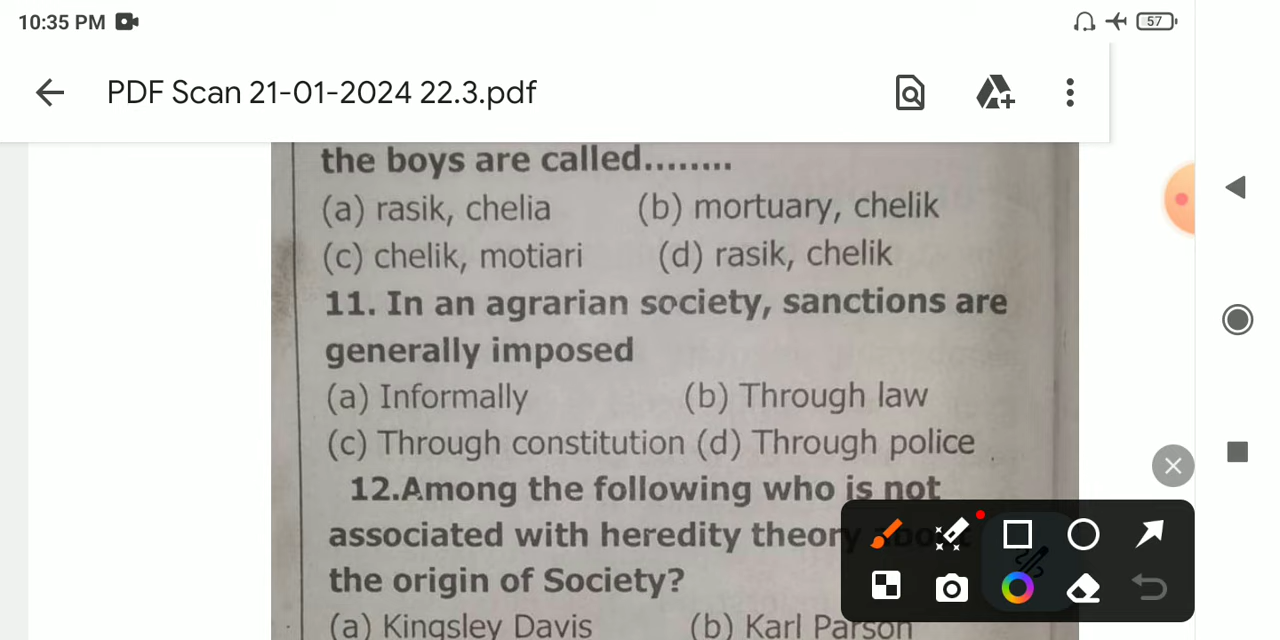 10:35 PM
57
PDF Scan 21-01-2024 22.3.pdf
the boys are called........
(a) rasik, chelia (b) mortuary, chelik
(c) chelik, motiari (d) rasik, chelik
11. In an agrarian society, sanctions are
generally imposed
(a) Informally (b) Through law
(c) Through constitution (d) Through police
12.Among the following who is not
associated with heredity theory about
the origin of Society?
(a) Kingsley Davis (b) Karl Parson